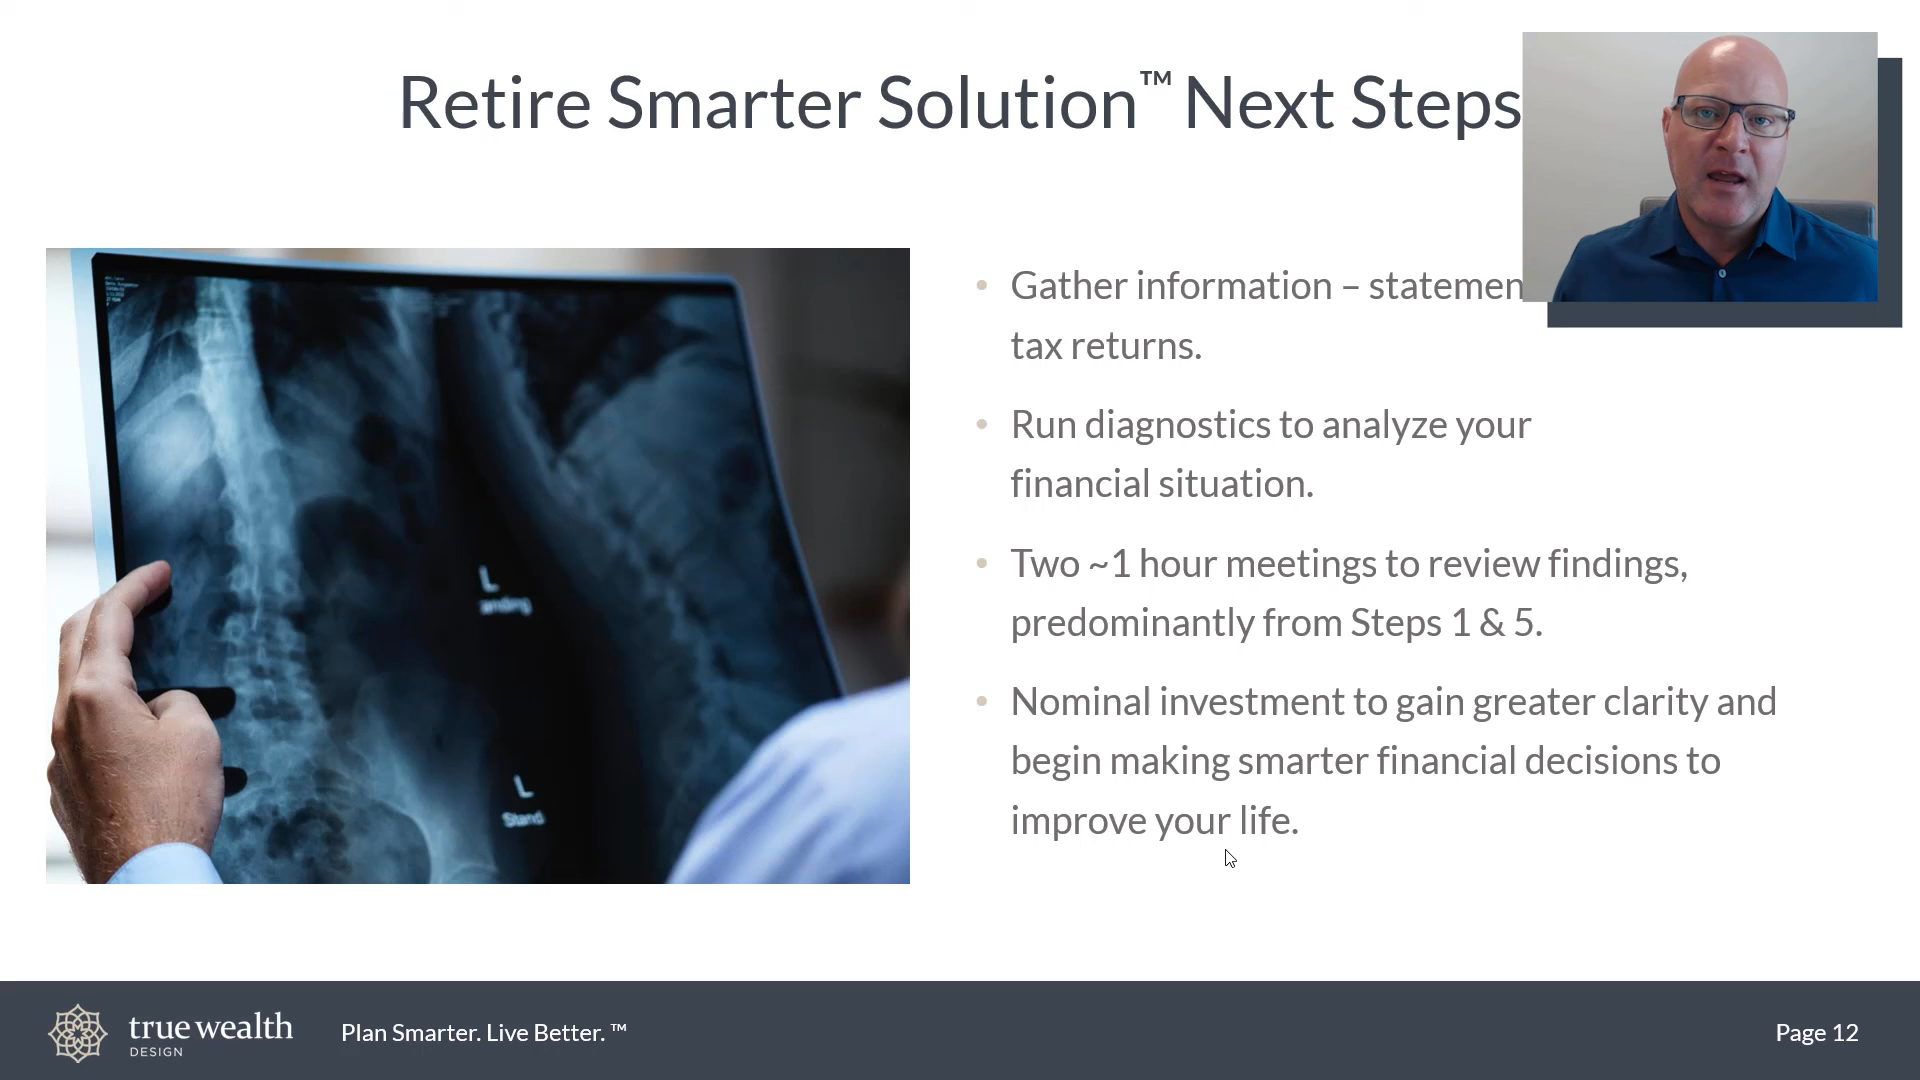 Retire Smarter Solution™ Next Steps
• Gather information – statemen
tax returns.
• Run diagnostics to analyze your
financial situation.
• Two ~1 hour meetings to review findings,
predominantly from Steps 1 & 5.
• Nominal investment to gain greater clarity and
begin making smarter financial decisions to
improve your life.
L
L
Stand
true wealth
DESIGN
Plan Smarter. Live Better. ™
Page 12